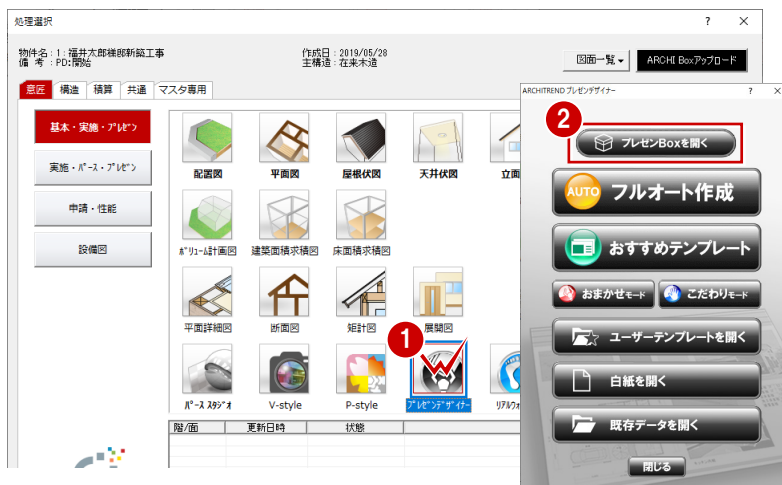 処理選択
? ×
物件名：1：福井太郎様邸新築工事
備 考：PD:開始
作成日：2019/05/28
主構造：在来木造
図面一覧
ARCHI Boxアップロード
意匠 構造 積算 共通 マスタ専用
基本・実施・プレゼン
実施・パース・プレゼン
申請・性能
設備図
配置図 平面図 屋根伏図 天井伏図 立面
ボリューム計画図 建築面積求積図 床面積求積図
平面詳細図 断面図 矩計図 展開図
1
パース スタジオ V-style P-style プレゼンデザイナー リアルウォ
階/面 更新日時 状態
ARCHITREND プレゼンデザイナー ? ×
2
プレゼンBoxを開く
AUTO フルオート作成
おすすめテンプレート
おまかせモード こだわりモード
ユーザーテンプレートを開く
白紙を開く
既存データを開く
閉じる